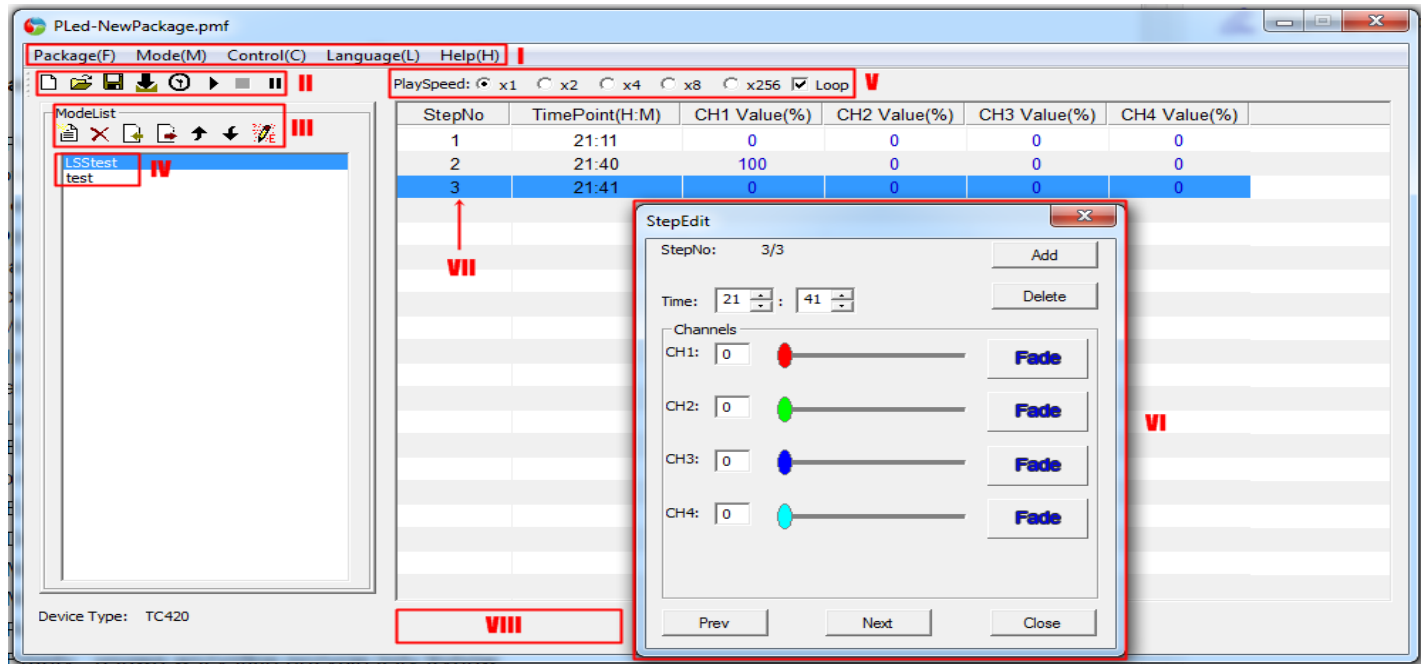 PLed-NewPackage.pmf
Package(F) Mode(M) Control(C) Language(L) Help(H) I
II
PlaySpeed: x1 x2 x4 x8 x256 Loop V
ModeList
III
LSStest
test
IV
StepNo TimePoint(H:M) CH1 Value(%) CH2 Value(%) CH3 Value(%) CH4 Value(%)
1 21:11 0 0 0 0
2 21:40 100 0 0 0
3 21:41 0 0 0 0
VII
StepEdit
StepNo: 3/3 Add
Time: 21 : 41 Delete
Channels
CH1: 0 Fade
CH2: 0 Fade
CH3: 0 Fade
CH4: 0 Fade
VI
Prev Next Close
Device Type: TC420
VIII